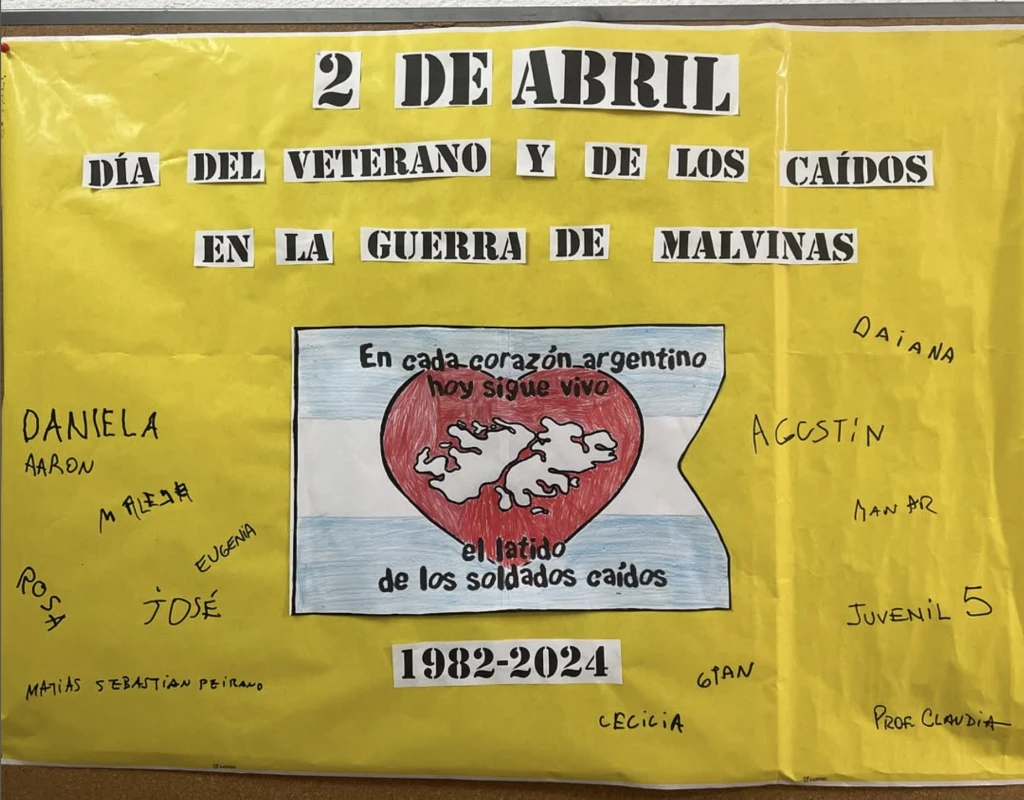 2 DE ABRIL
DÍA DEL VETERANO Y DE LOS CAÍDOS
EN LA GUERRA DE MALVINAS
En cada corazón argentino
hoy sigue vivo
el latido
de los soldados caídos
1982-2024
DAiANA
DANIELA
AARON
AGUSTiN
EUGENiA
MANAR
ROSA
JOSÉ
JUVENiL 5
MATiAS SEBASTiAN PEiRANO
GiAN
CECiCiA
PROF. CLAUDiA